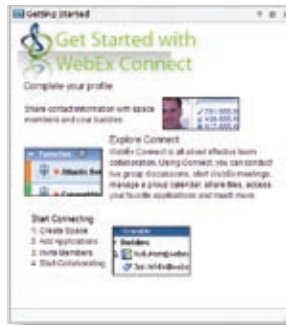 Getting Started
Get Started with
WebEx Connect
Complete your profile
Share contact information with space
members and your buddies
Explore Connect
WebEx Connect is all about effective team
collaboration. Using Connect, you can conduct
live group discussions, start WebEx meetings,
manage a group calendar, share files, access
your favorite applications and much more.
Favorites
Start Connecting
1. Create Space
2. Add Applications
3. Invite Members
4. Start Collaborating
Buddies